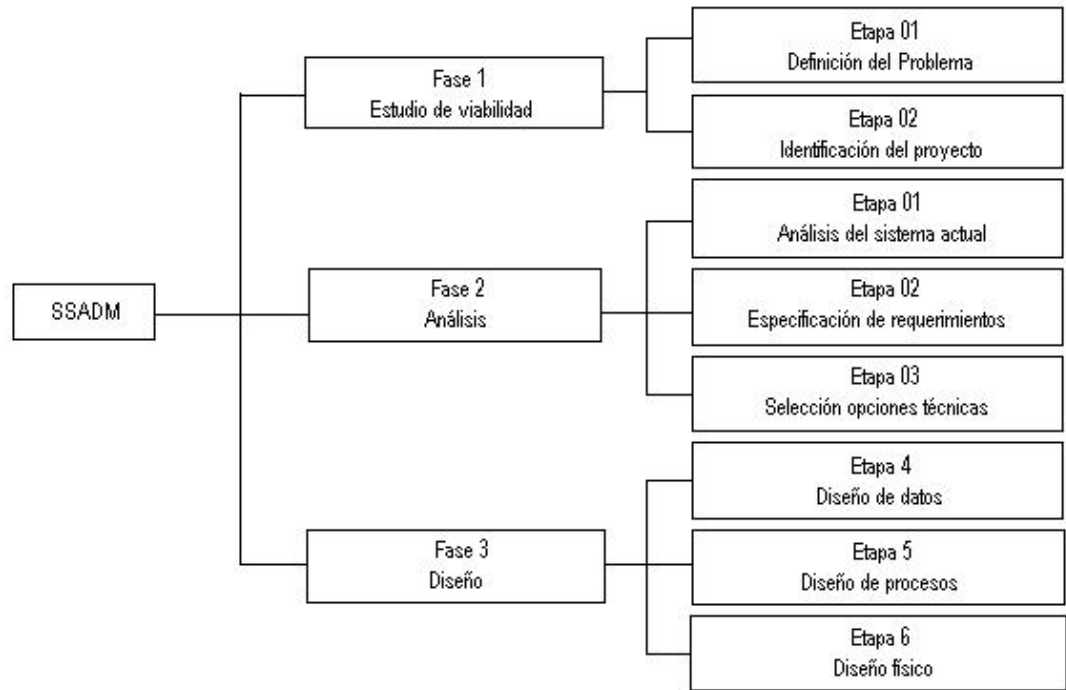 SSADM
Fase 1
Estudio de viabilidad
Etapa 01
Definición del Problema
Etapa 02
Identificación del proyecto
Fase 2
Análisis
Etapa 01
Análisis del sistema actual
Etapa 02
Especificación de requerimientos
Etapa 03
Selección opciones técnicas
Fase 3
Diseño
Etapa 4
Diseño de datos
Etapa 5
Diseño de procesos
Etapa 6
Diseño físico